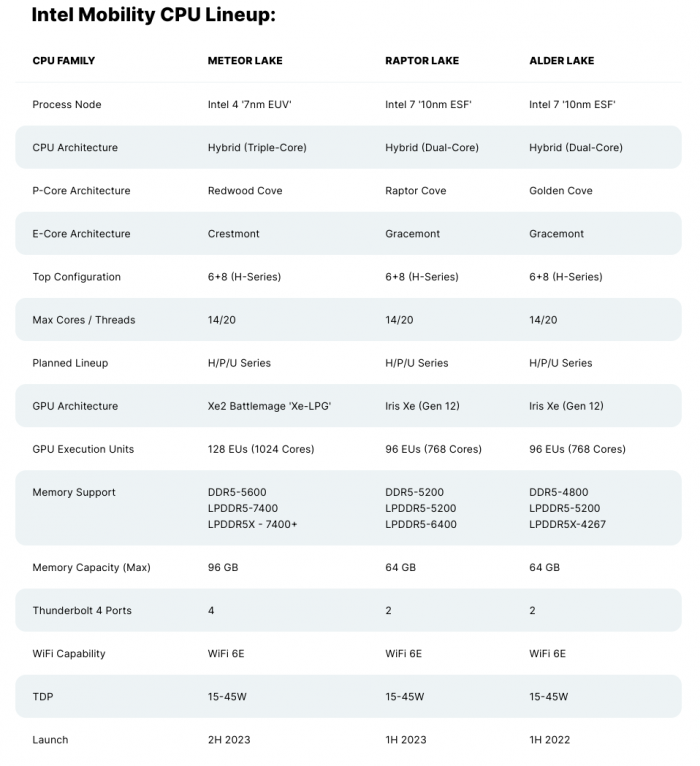 Intel Mobility CPU Lineup:
CPU FAMILY METEOR LAKE RAPTOR LAKE ALDER LAKE
Process Node Intel 4 '7nm EUV' Intel 7 '10nm ESF' Intel 7 '10nm ESF'
CPU Architecture Hybrid (Triple-Core) Hybrid (Dual-Core) Hybrid (Dual-Core)
P-Core Architecture Redwood Cove Raptor Cove Golden Cove
E-Core Architecture Crestmont Gracemont Gracemont
Top Configuration 6+8 (H-Series) 6+8 (H-Series) 6+8 (H-Series)
Max Cores / Threads 14/20 14/20 14/20
Planned Lineup H/P/U Series H/P/U Series H/P/U Series
GPU Architecture Xe2 Battlemage 'Xe-LPG' Iris Xe (Gen 12) Iris Xe (Gen 12)
GPU Execution Units 128 EUs (1024 Cores) 96 EUs (768 Cores) 96 EUs (768 Cores)
Memory Support DDR5-5600 DDR5-5200 DDR5-4800
LPDDR5-7400 LPDDR5-5200 LPDDR5-5200
LPDDR5X - 7400+ LPDDR5-6400 LPDDR5X-4267
Memory Capacity (Max) 96 GB 64 GB 64 GB
Thunderbolt 4 Ports 4 2 2
WiFi Capability WiFi 6E WiFi 6E WiFi 6E
TDP 15-45W 15-45W 15-45W
Launch 2H 2023 1H 2023 1H 2022